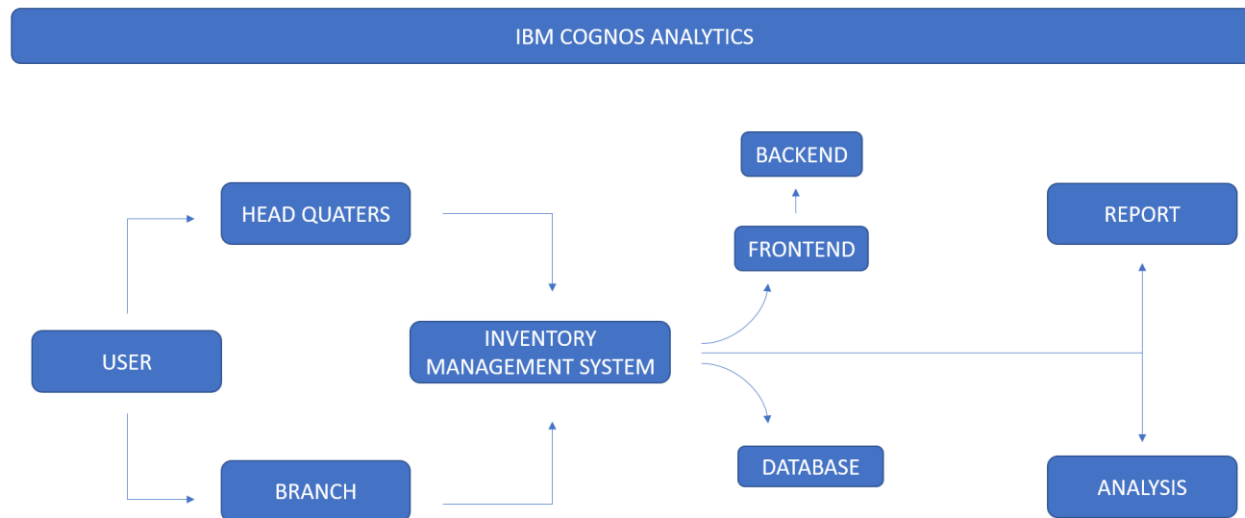 IBM COGNOS ANALYTICS
BACKEND
HEAD QUATERS
REPORT
FRONTEND
USER
INVENTORY
MANAGEMENT SYSTEM
DATABASE
BRANCH
ANALYSIS